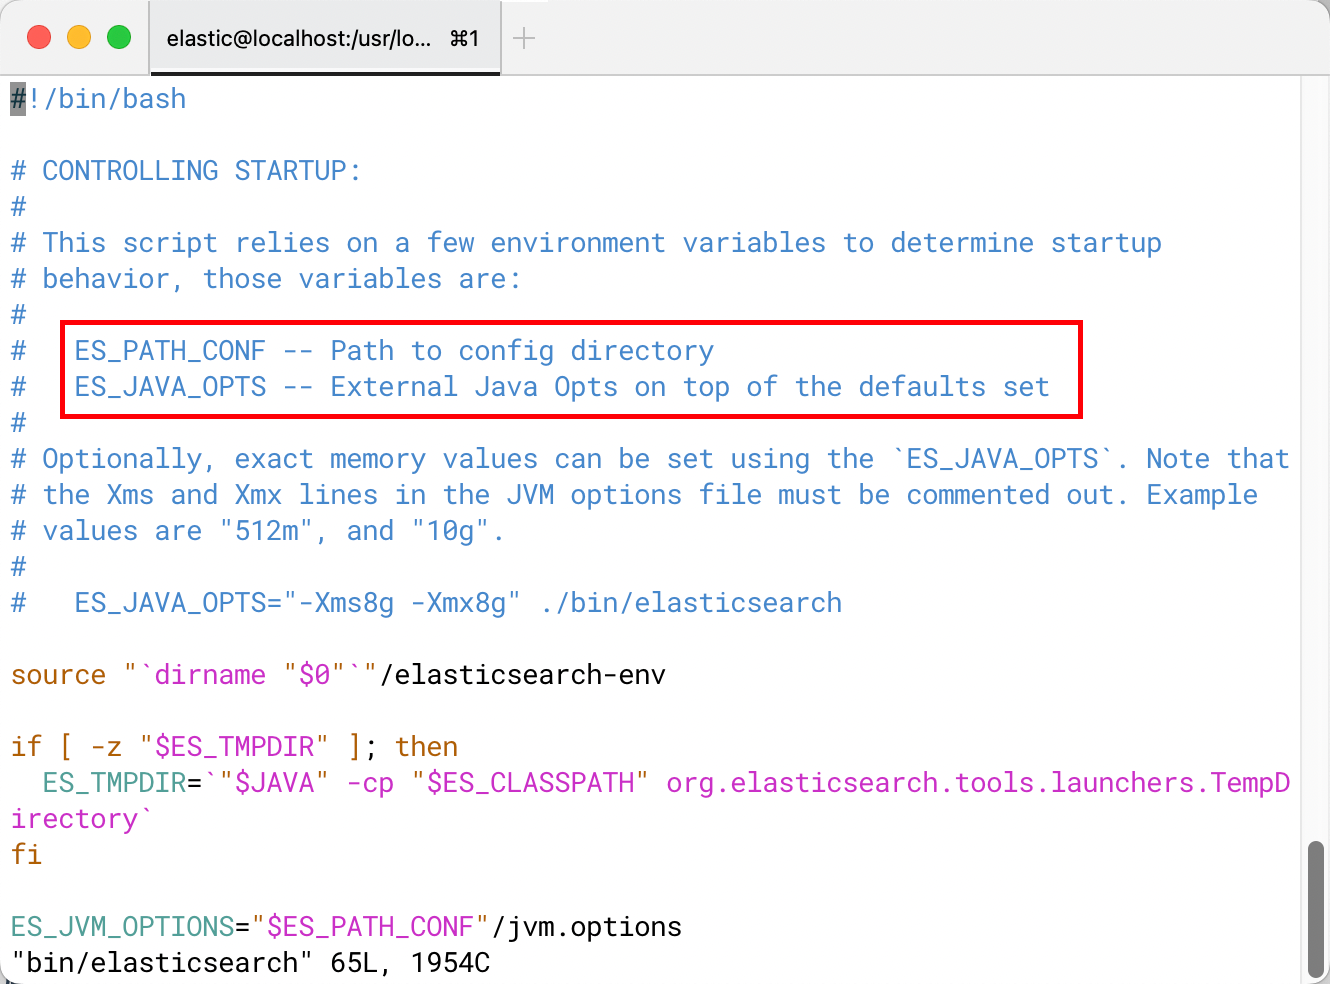 elastic@localhost:/usr/lo... ⌘1
#!/bin/bash
# CONTROLLING STARTUP:
#
# This script relies on a few environment variables to determine startup
# behavior, those variables are:
#
#   ES_PATH_CONF -- Path to config directory
#   ES_JAVA_OPTS -- External Java Opts on top of the defaults set
#
# Optionally, exact memory values can be set using the `ES_JAVA_OPTS`. Note that
# the Xms and Xmx lines in the JVM options file must be commented out. Example
# values are "512m", and "10g".
#
#   ES_JAVA_OPTS="-Xms8g -Xmx8g" ./bin/elasticsearch
source "`dirname "$0"`"/elasticsearch-env
if [ -z "$ES_TMPDIR" ]; then
  ES_TMPDIR=`"$JAVA" -cp "$ES_CLASSPATH" org.elasticsearch.tools.launchers.TempD
irectory`
fi
ES_JVM_OPTIONS="$ES_PATH_CONF"/jvm.options
"bin/elasticsearch" 65L, 1954C